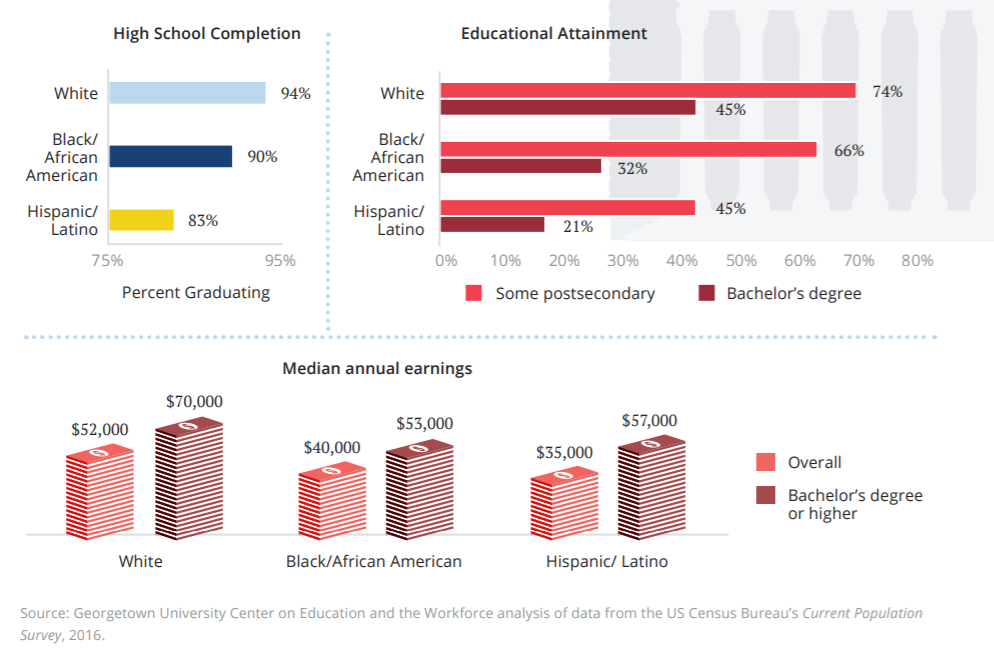 High School Completion
White
94%
Black/
African
American
90%
Hispanic/
Latino
83%
75%
95%
Percent Graduating
Educational Attainment
White
74%
45%
Black/
African
American
66%
32%
Hispanic/
Latino
45%
21%
0%
10%
20%
30%
40%
50%
60%
70%
80%
Some postsecondary
Bachelor’s degree
Median annual earnings
$52,000
$70,000
White
$40,000
$53,000
Black/African American
$35,000
$57,000
Hispanic/ Latino
Overall
Bachelor’s degree
or higher
Source: Georgetown University Center on Education and the Workforce analysis of data from the US Census Bureau’s Current Population
Survey, 2016.